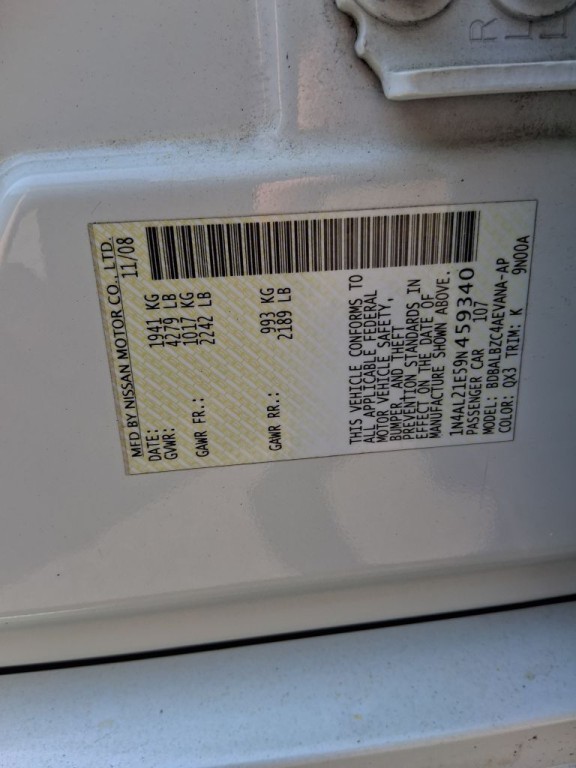 MFD BY NISSAN MOTOR CO., LTD.
DATE: 11/08
GVWR: 1941 KG
4279 LB
GAWR FR.: 1017 KG
2242 LB
GAWR RR.: 993 KG
2189 LB
THIS VEHICLE CONFORMS TO
ALL APPLICABLE FEDERAL
MOTOR VEHICLE SAFETY,
BUMPER, AND THEFT
PREVENTION STANDARDS IN
EFFECT ON THE DATE OF
MANUFACTURE SHOWN ABOVE.
1N4AL21E59N459340
PASSENGER CAR 107
MODEL: BDBALBZC4AEVANA-AP
COLOR: QX3 TRIM: K 9N00A
R